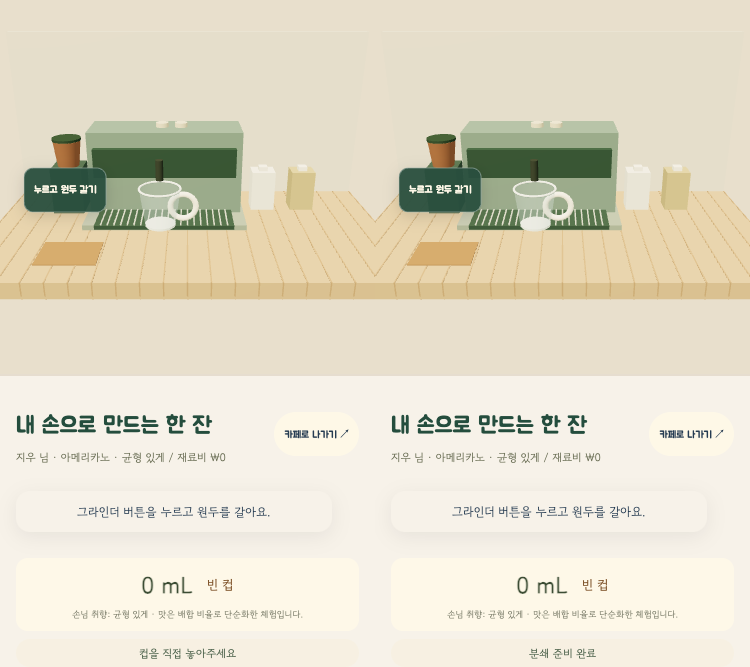 누르고 원두 갈기
내 손으로 만드는 한 잔
카페로 나가기 ↗
지우 님 · 아메리카노 · 균형 있게 / 재료비 ₩0
그라인더 버튼을 누르고 원두를 갈아요.
0 mL 빈 컵
손님 취향: 균형 있게 · 맛은 배합 비율로 단순화한 체험입니다.
컵을 직접 놓아주세요
누르고 원두 갈기
내 손으로 만드는 한 잔
카페로 나가기 ↗
지우 님 · 아메리카노 · 균형 있게 / 재료비 ₩0
그라인더 버튼을 누르고 원두를 갈아요.
0 mL 빈 컵
손님 취향: 균형 있게 · 맛은 배합 비율로 단순화한 체험입니다.
분쇄 준비 완료